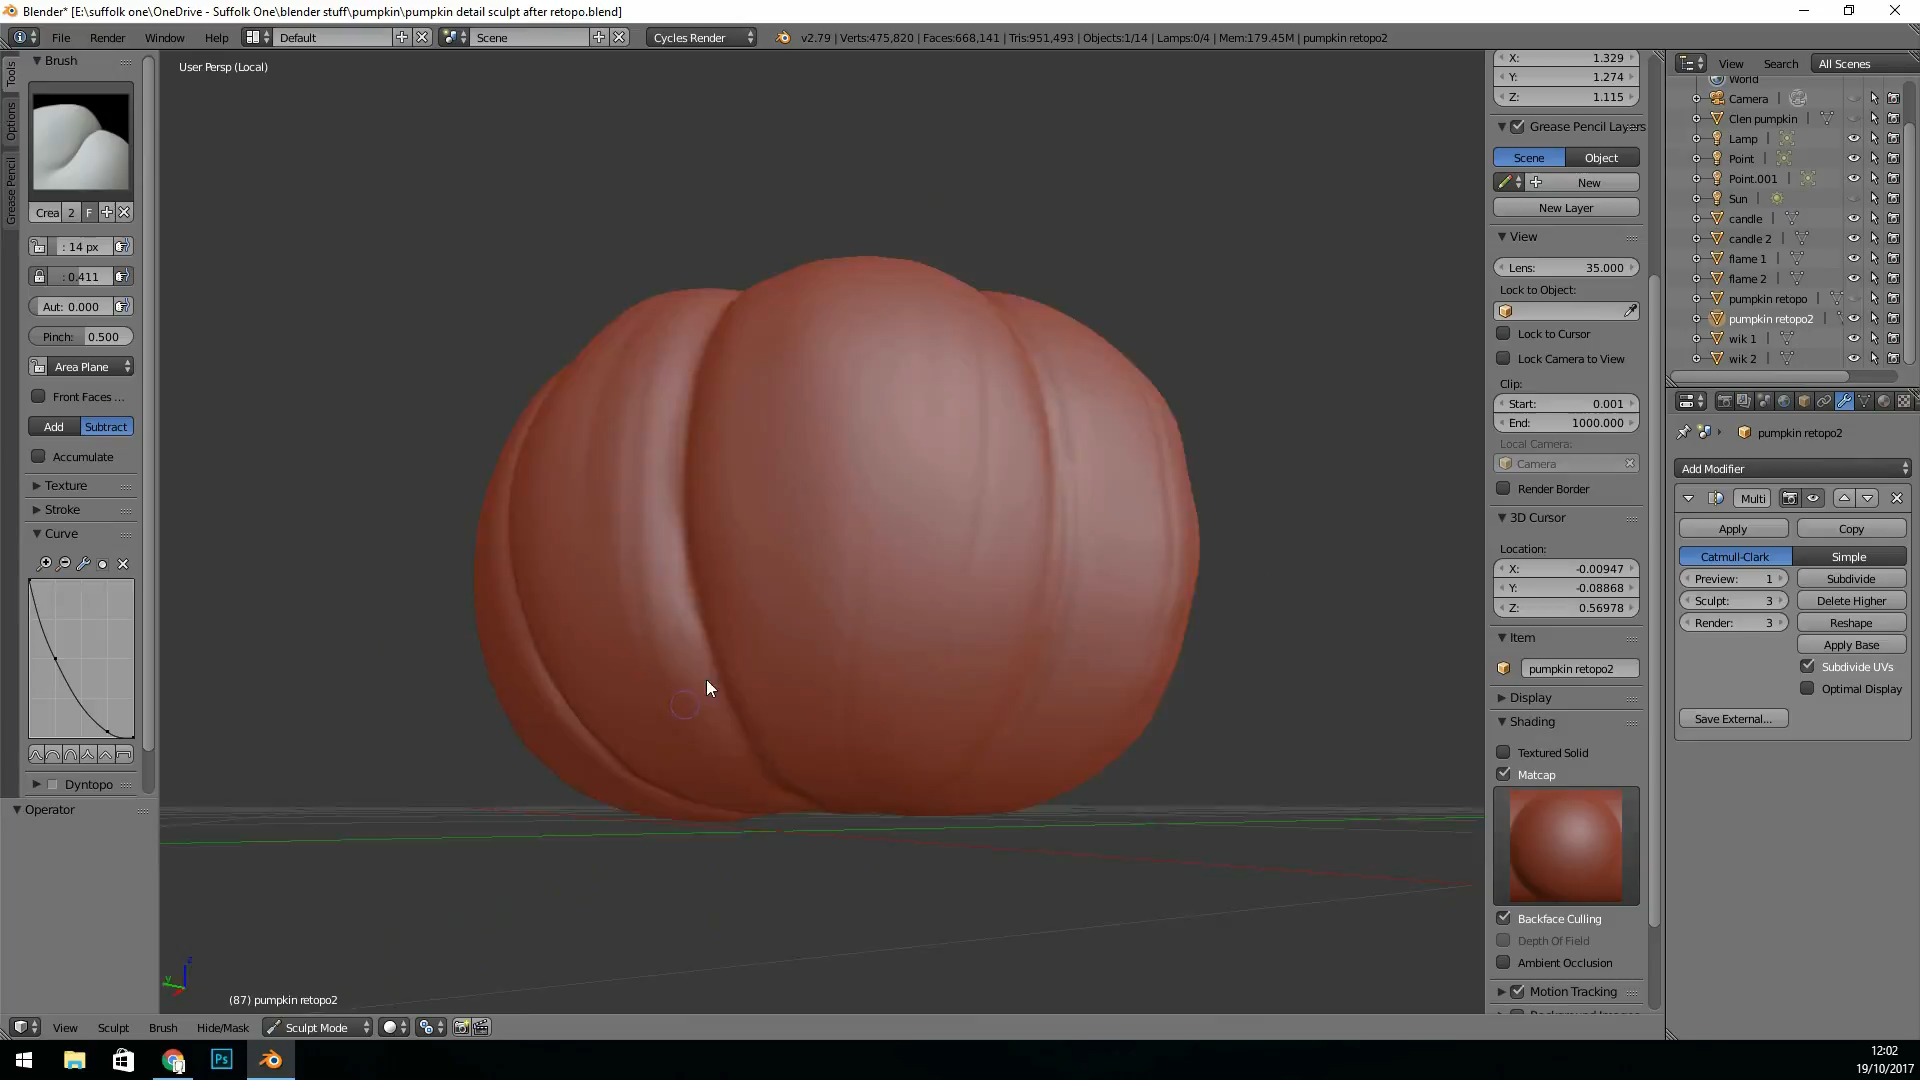 Blender* [E:\suffolk one\OneDrive - Suffolk One\blender stuff\pumpkin\pumpkin detail sculpt after retopo.blend]
File Render Window Help Default Scene Cycles Render v2.79 | Verts:475,820 | Faces:668,141 | Tris:951,493 | Objects:1/14 | Lamps:0/4 | Mem:179.45M | pumpkin retopo2
Tools
Options
Grease Pencil
Brush
Crea 2 F
: 14 px
: 0.411
Aut: 0.000
Pinch: 0.500
Area Plane
Front Faces ...
Add Subtract
Accumulate
Texture
Stroke
Curve
Dyntopo
Operator
User Persp (Local)
z
y
(87) pumpkin retopo2
View Sculpt Brush Hide/Mask Sculpt Mode
X: 1.329
Y: 1.274
Z: 1.115
Grease Pencil Layers
Scene Object
New
New Layer
View
Lens: 35.000
Lock to Object:
Lock to Cursor
Lock Camera to View
Clip:
Start: 0.001
End: 1000.000
Local Camera:
Camera
Render Border
3D Cursor
Location:
X: -0.00947
Y: -0.08868
Z: 0.56978
Item
pumpkin retopo2
Display
Shading
Textured Solid
Matcap
Backface Culling
Depth Of Field
Ambient Occlusion
Motion Tracking
View Search All Scenes
World
Camera
Clen pumpkin
Lamp
Point
Point.001
Sun
candle
candle 2
flame 1
flame 2
pumpkin retopo
pumpkin retopo2
wik 1
wik 2
pumpkin retopo2
Add Modifier
Multi
Apply Copy
Catmull-Clark Simple
Preview: 1 Subdivide
Sculpt: 3 Delete Higher
Render: 3 Reshape
Apply Base
Subdivide UVs
Optimal Display
Save External...
Ps
12:02
19/10/2017